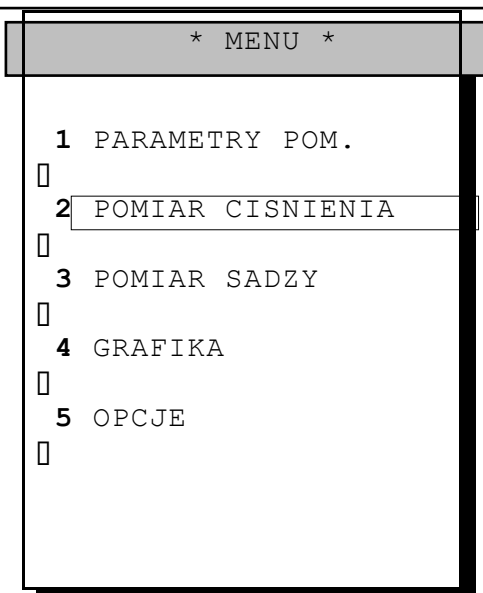 * MENU *
1 PARAMETRY POM.
2 POMIAR CISNIENIA
3 POMIAR SADZY
4 GRAFIKA
5 OPCJE